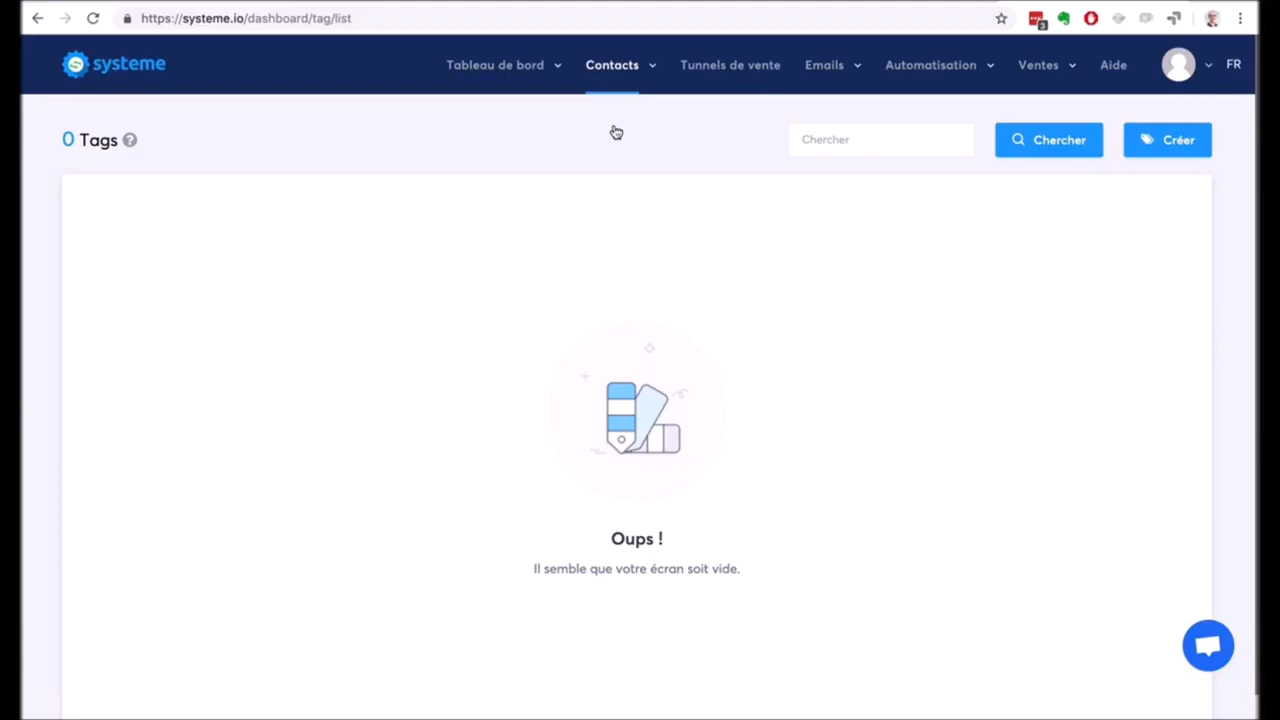 https://systeme.io/dashboard/tag/list
3
systeme
Tableau de bord
Contacts
Tunnels de vente
Emails
Automatisation
Ventes
Aide
FR
0 Tags ?
Chercher
Chercher
Créer
Oups !
Il semble que votre écran soit vide.